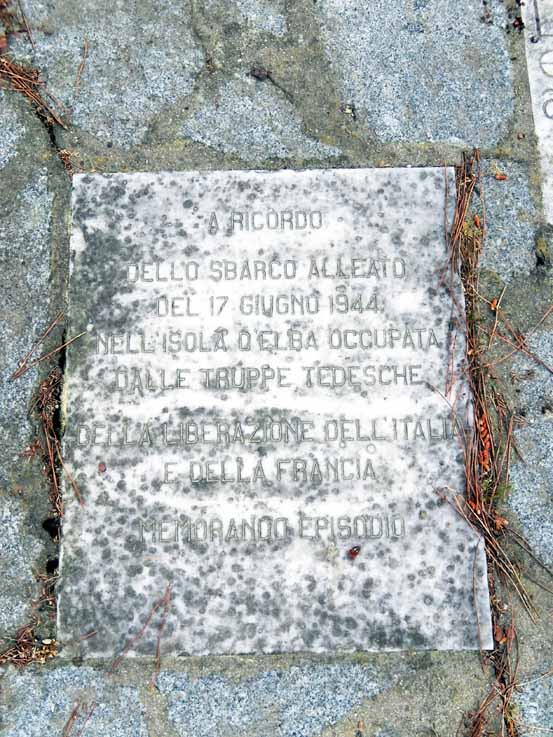 A RICORDO
DELLO SBARCO ALLEATO
DEL 17 GIUGNO 1944
NELL'ISOLA D'ELBA OCCUPATA
DALLE TRUPPE TEDESCHE
DELLA LIBERAZIONE DELL'ITALIA
E DELLA FRANCIA
MEMORANDO EPISODIO